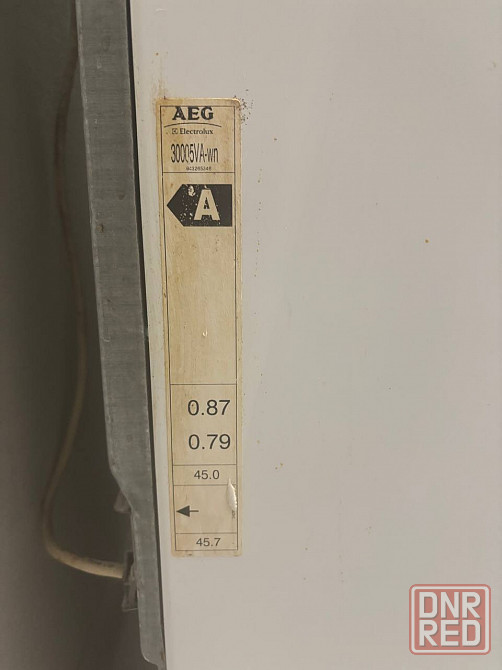 AEG
Electrolux
30005VA-wn
A
0.87
0.79
45.0
45.7
DNR
RED